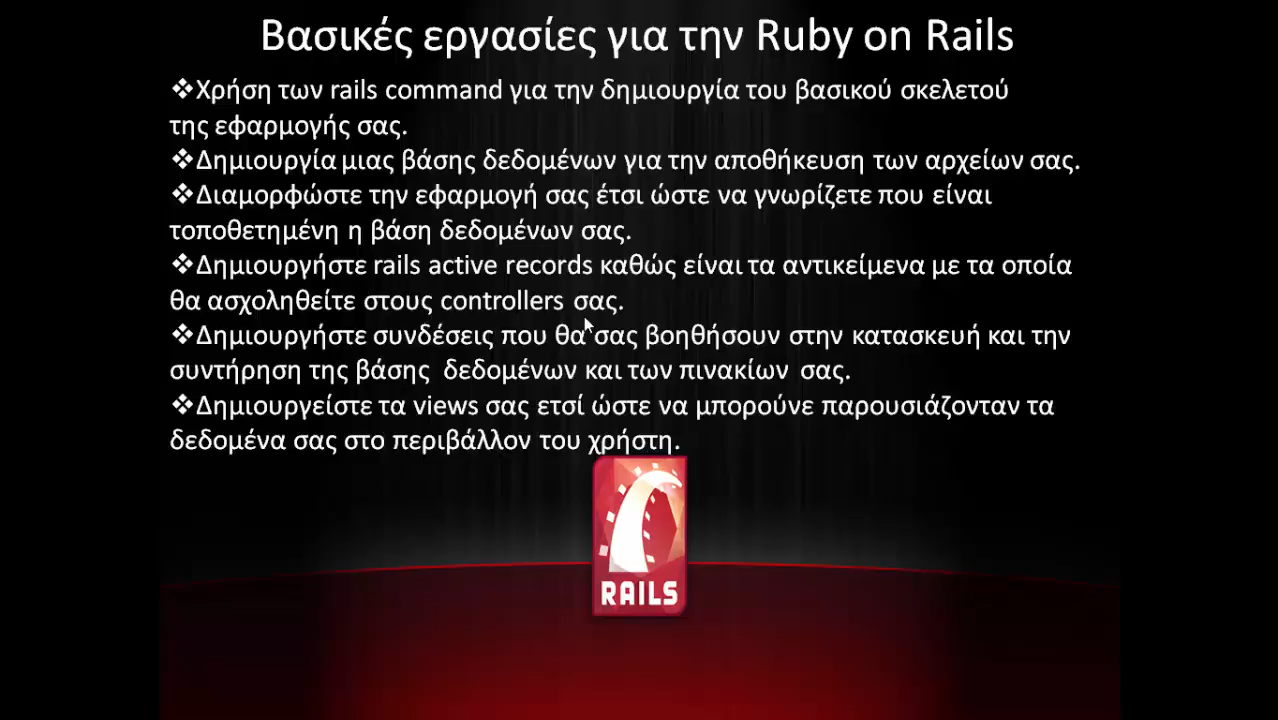 Βασικές εργασίες για την Ruby on Rails
❖Χρήση των rails command για την δημιουργία του βασικού σκελετού
της εφαρμογής σας.
❖Δημιουργία μιας βάσης δεδομένων για την αποθήκευση των αρχείων σας.
❖Διαμορφώστε την εφαρμογή σας έτσι ώστε να γνωρίζετε που είναι
τοποθετημένη η βάση δεδομένων σας.
❖Δημιουργήστε rails active records καθώς είναι τα αντικείμενα με τα οποία
θα ασχοληθείτε στους controllers σας.
❖Δημιουργήστε συνδέσεις που θα σας βοηθήσουν στην κατασκευή και την
συντήρηση της βάσης δεδομένων και των πινακίων σας.
❖Δημιουργείστε τα views σας ετσί ώστε να μπορούνε παρουσιάζονταν τα
δεδομένα σας στο περιβάλλον του χρήστη.
RAILS